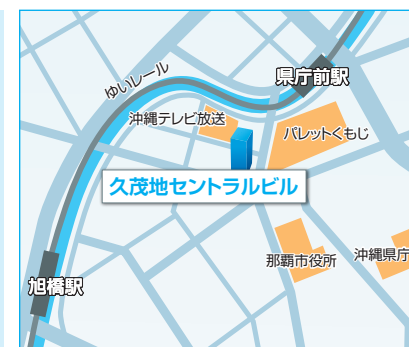 県庁前駅
ゆいレール
沖縄テレビ放送
パレットくもじ
久茂地セントラルビル
那覇市役所
沖縄県庁
旭橋駅